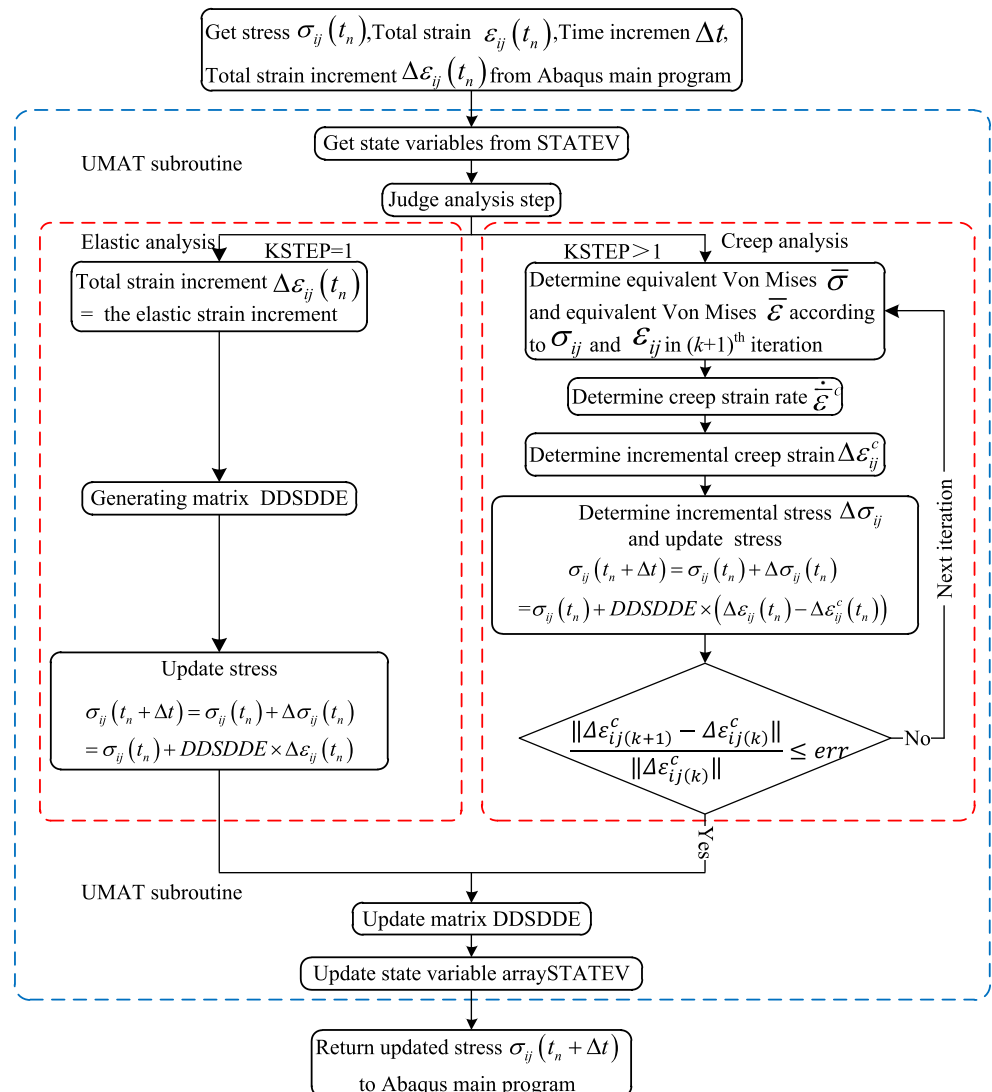 Get stress σij(tn),Total strain εij(tn),Time incremen Δt,
Total strain increment Δεij(tn) from Abaqus main program
Get state variables from STATEV
UMAT subroutine
Judge analysis step
Elastic analysis
KSTEP=1
Total strain increment Δεij(tn)
= the elastic strain increment
Generating matrix DDSDDE
Update stress
σij(tn + Δt) = σij(tn) + Δσij(tn)
= σij(tn) + DDSDDE × Δεij(tn)
Creep analysis
KSTEP＞1
Determine equivalent Von Mises σ̅
and equivalent Von Mises ε̅ according
to σij and εij in (k+1)th iteration
Determine creep strain rate ε̅̇ᶜ
Determine incremental creep strain Δεᶜij
Determine incremental stress Δσij
and update stress
σij(tn + Δt) = σij(tn) + Δσij(tn)
=σij(tn) + DDSDDE × (Δεij(tn) − Δεᶜij(tn))
‖Δεᶜij(k+1) − Δεᶜij(k)‖
‖Δεᶜij(k)‖
≤ err
No
Next iteration
Yes
UMAT subroutine
Update matrix DDSDDE
Update state variable arraySTATEV
Return updated stress σij(tn + Δt)
to Abaqus main program